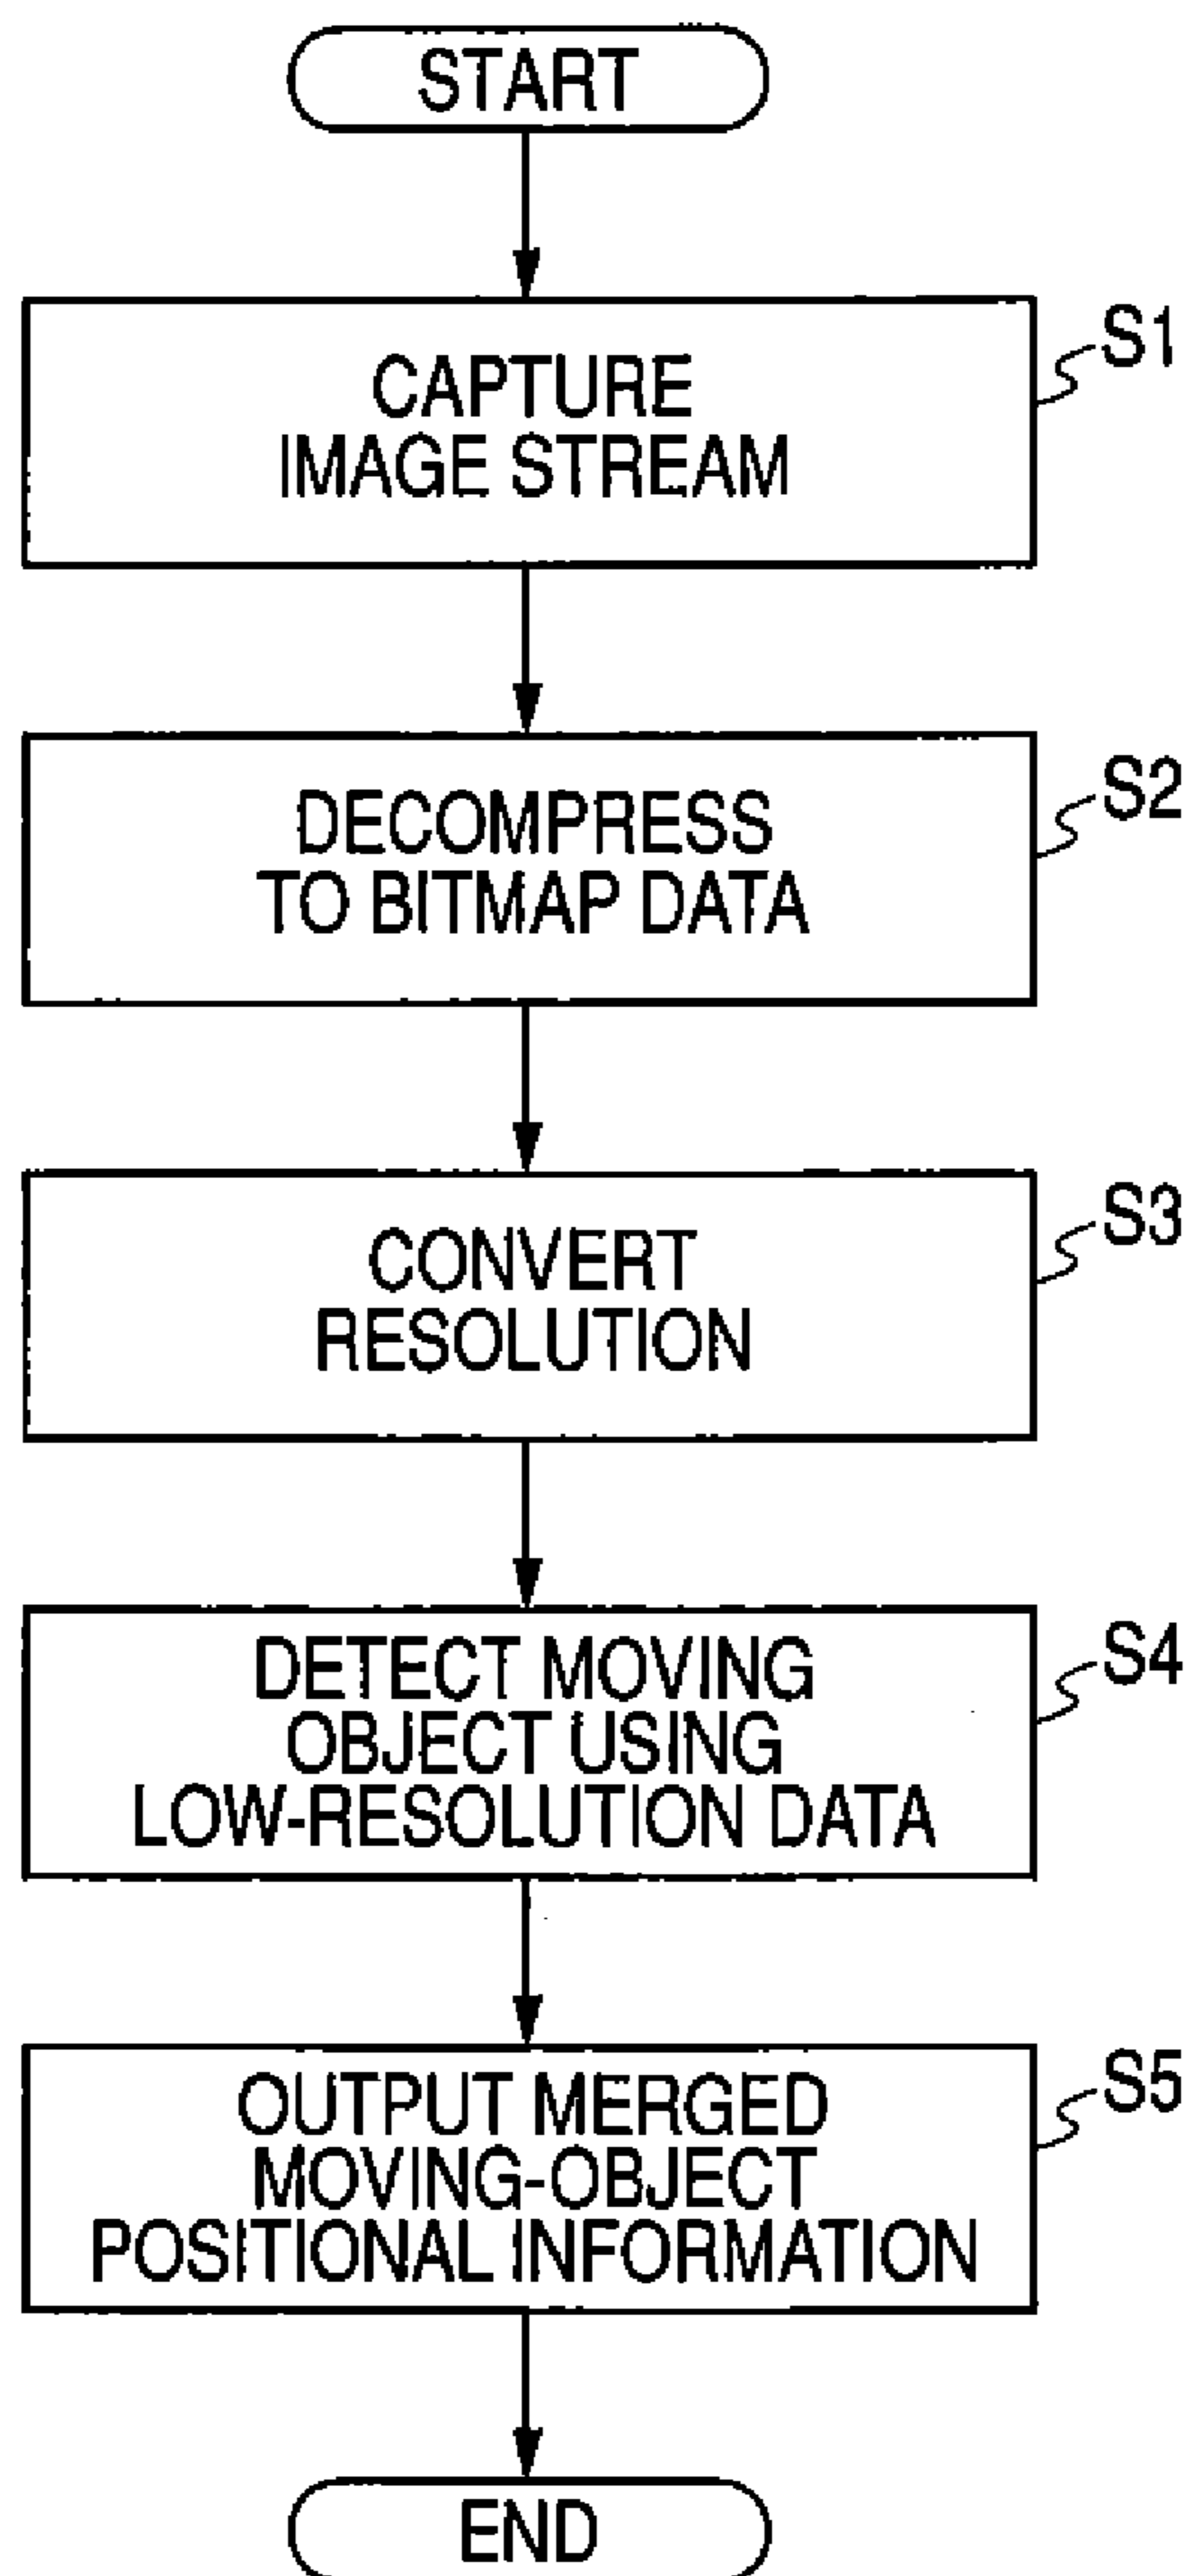 START
CAPTURE
IMAGE STREAM
S1
DECOMPRESS
TO BITMAP DATA
S2
CONVERT
RESOLUTION
S3
DETECT MOVING
OBJECT USING
LOW-RESOLUTION DATA
S4
OUTPUT MERGED
MOVING-OBJECT
POSITIONAL INFORMATION
S5
END